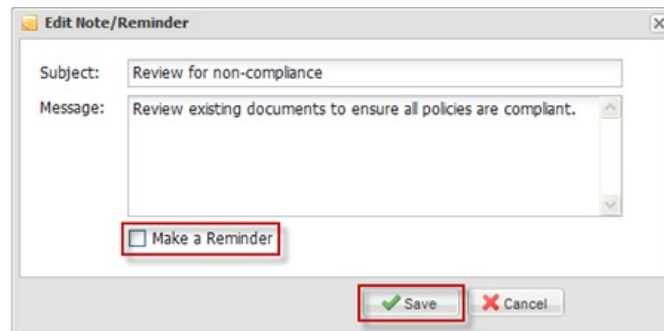 Edit Note/Reminder
Subject: Review for non-compliance
Message: Review existing documents to ensure all policies are compliant.
Make a Reminder
Save Cancel